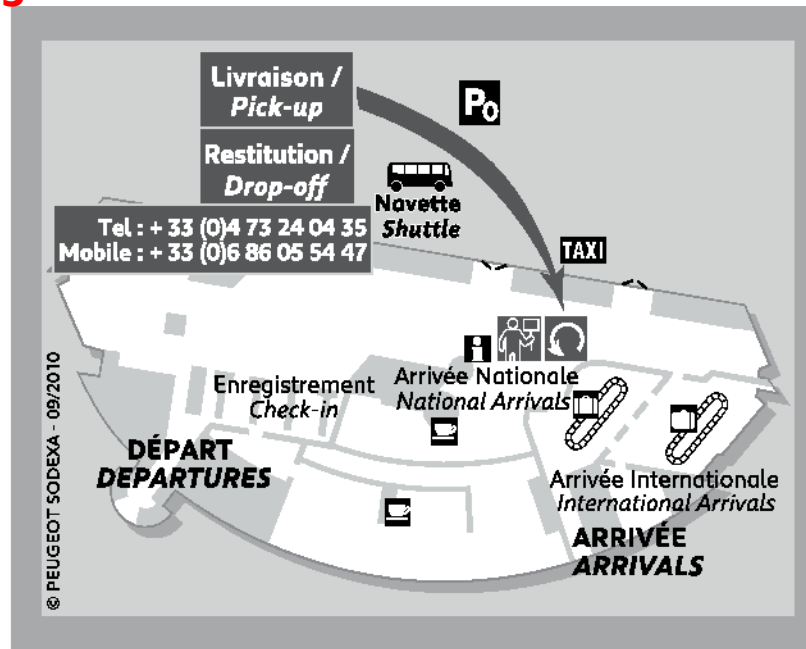 Livraison /
Pick-up
P0
Restitution /
Drop-off
Navette
Shuttle
Tel : + 33 (0)4 73 24 04 35
Mobile : + 33 (0)6 86 05 54 47
TAXI
i
Arrivée Nationale
National Arrivals
Enregistrement
Check-in
DÉPART
DEPARTURES
Arrivée Internationale
International Arrivals
ARRIVÉE
ARRIVALS
© PEUGEOT SODEXA - 09/2010